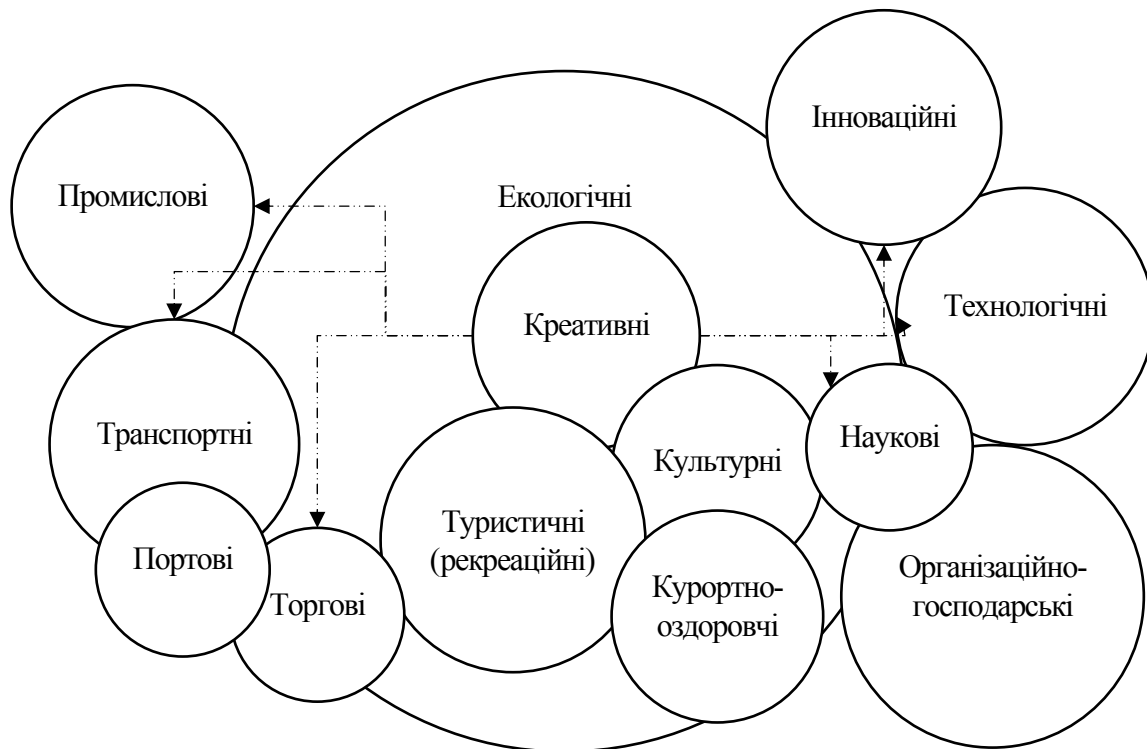 Інноваційні
Промислові
Екологічні
Технологічні
Креативні
Транспортні
Наукові
Культурні
Туристичні
(рекреаційні)
Портові
Торгові
Курортно-
оздоровчі
Організаційно-
господарські